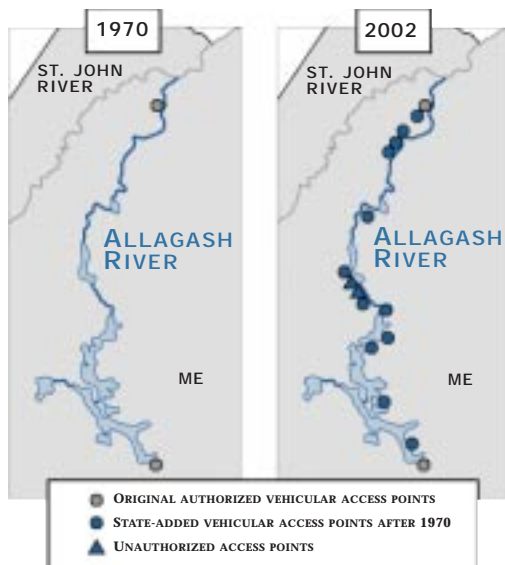 1970
ST. JOHN
RIVER
ALLAGASH
RIVER
ME
2002
ST. JOHN
RIVER
ALLAGASH
RIVER
ME
ORIGINAL AUTHORIZED VEHICULAR ACCESS POINTS
STATE-ADDED VEHICULAR ACCESS POINTS AFTER 1970
UNAUTHORIZED ACCESS POINTS